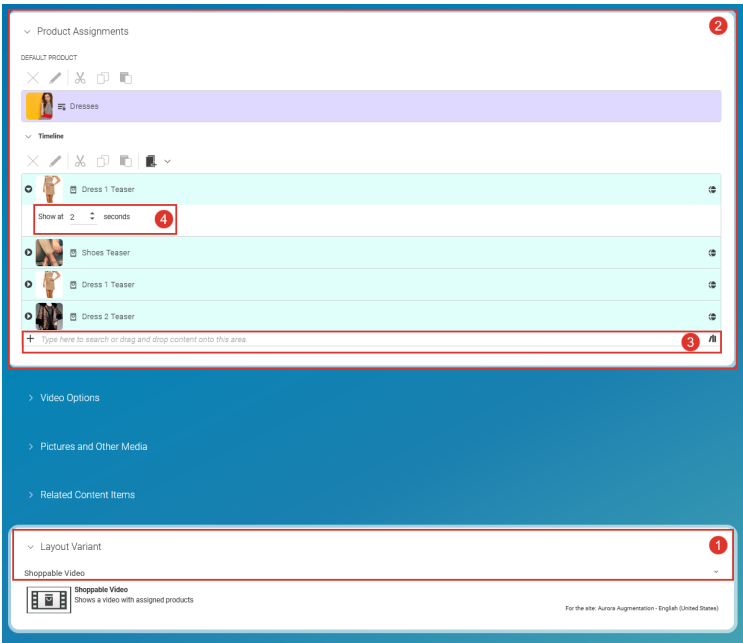 Product Assignments
2
DEFAULT PRODUCT
Dresses
Timeline
Dress 1 Teaser
Show at 2 seconds
4
Shoes Teaser
Dress 1 Teaser
Dress 2 Teaser
Type here to search or drag and drop content onto this area.
3
Video Options
Pictures and Other Media
Related Content Items
Layout Variant
1
Shoppable Video
Shoppable Video
Shows a video with assigned products
For the site: Aurora Augmentation - English (United States)